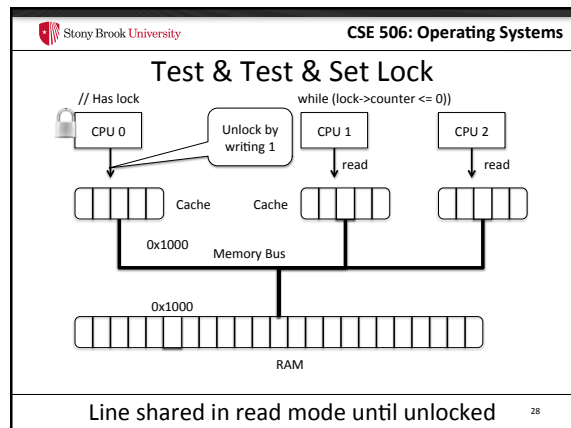 Stony Brook University
CSE 506: Operating Systems
Test & Test & Set Lock
// Has lock
while (lock->counter <= 0))
CPU 0
Unlock by
writing 1
CPU 1
CPU 2
read
read
Cache
Cache
0x1000
Memory Bus
0x1000
RAM
Line shared in read mode until unlocked
28